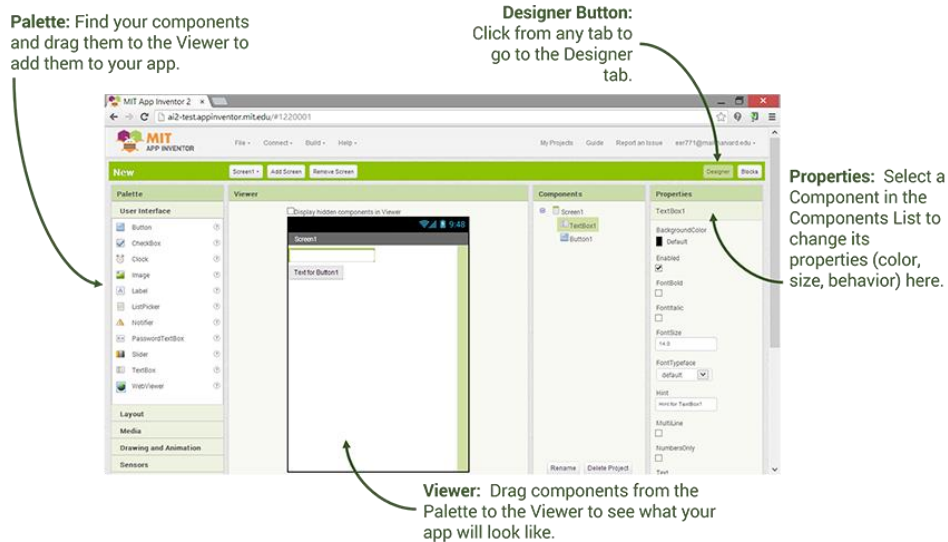 Palette: Find your components
and drag them to the Viewer to
add them to your app.
Designer Button:
Click from any tab to
go to the Designer
tab.
MIT App Inventor 2
ai2-test.appinventor.mit.edu/#1220001
MIT
APP INVENTOR
File Connect Build Help
My Projects Guide Report an Issue
New
Screen1 Add Screen Remove Screen
Designer Blocks
Palette
Viewer
Components
Properties
User Interface
Button
CheckBox
Clock
Image
Label
ListPicker
Notifier
PasswordTextBox
Slider
TextBox
WebViewer
Layout
Media
Drawing and Animation
Sensors
Display hidden components in Viewer
9:48
Screen1
Text for Button1
Screen1
TextBox1
Button1
Rename Delete Project
TextBox1
BackgroundColor
Default
Enabled
FontBold
FontItalic
FontSize
14.0
FontTypeface
default
Hint
Hint for TextBox1
MultiLine
NumbersOnly
Text
Properties: Select a
Component in the
Components List to
change its
properties (color,
size, behavior) here.
Viewer: Drag components from the
Palette to the Viewer to see what your
app will look like.